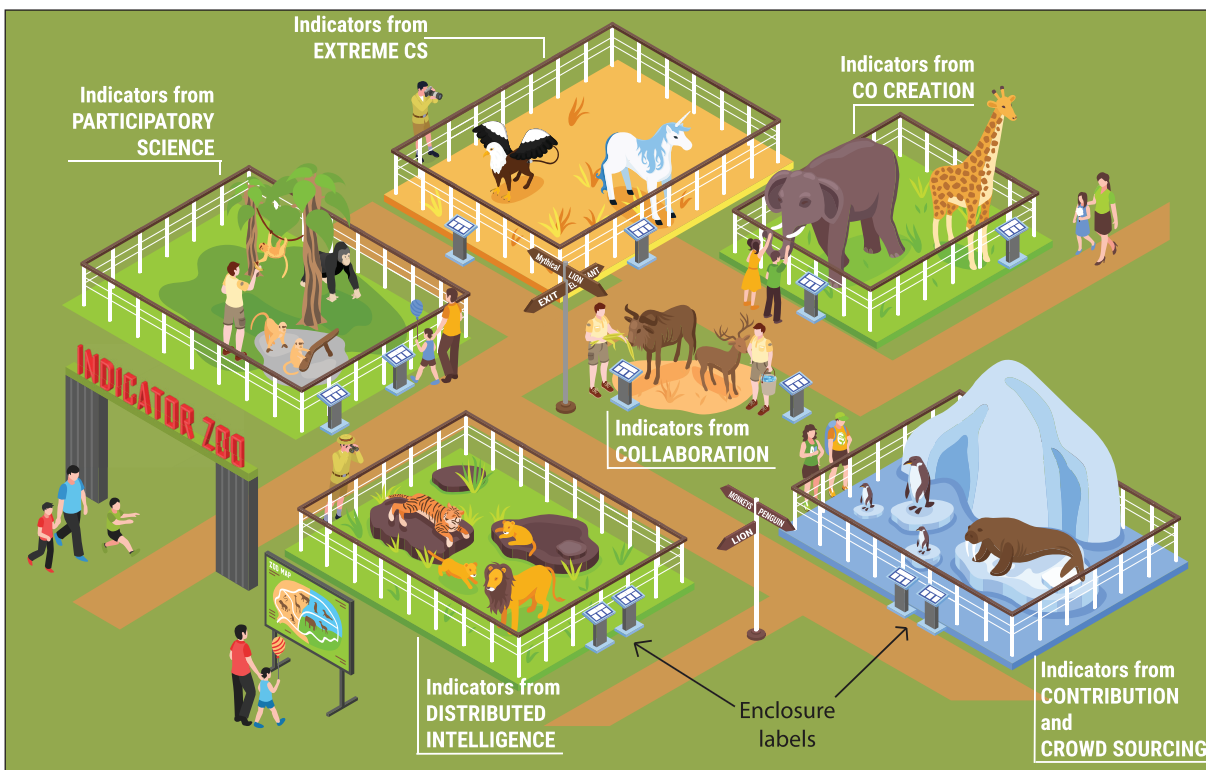 Indicators from
EXTREME CS
Indicators from
CO CREATION
Indicators from
PARTICIPATORY
SCIENCE
Mythical
LION
ANT
EXIT
EL
INDICATOR ZOO
Indicators from
COLLABORATION
MONKEYS
PENGUIN
LION
ZOO MAP
Indicators from
DISTRIBUTED
INTELLIGENCE
Enclosure
labels
Indicators from
CONTRIBUTION
and
CROWD SOURCING